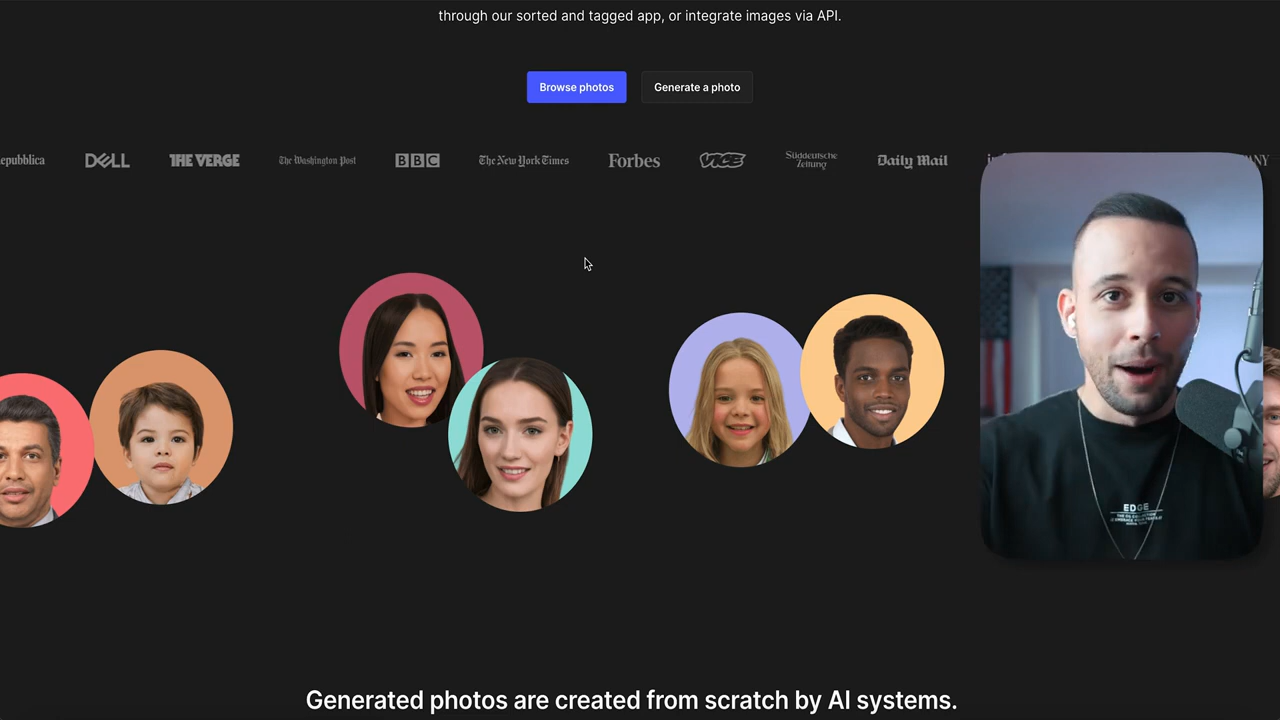 through our sorted and tagged app, or integrate images via API.
Browse photos
Generate a photo
epubblica
DELL
THE VERGE
The Washington Post
BBC
The New York Times
Forbes
VICE
Süddeutsche
Zeitung
Daily Mail
EDGE
Generated photos are created from scratch by AI systems.